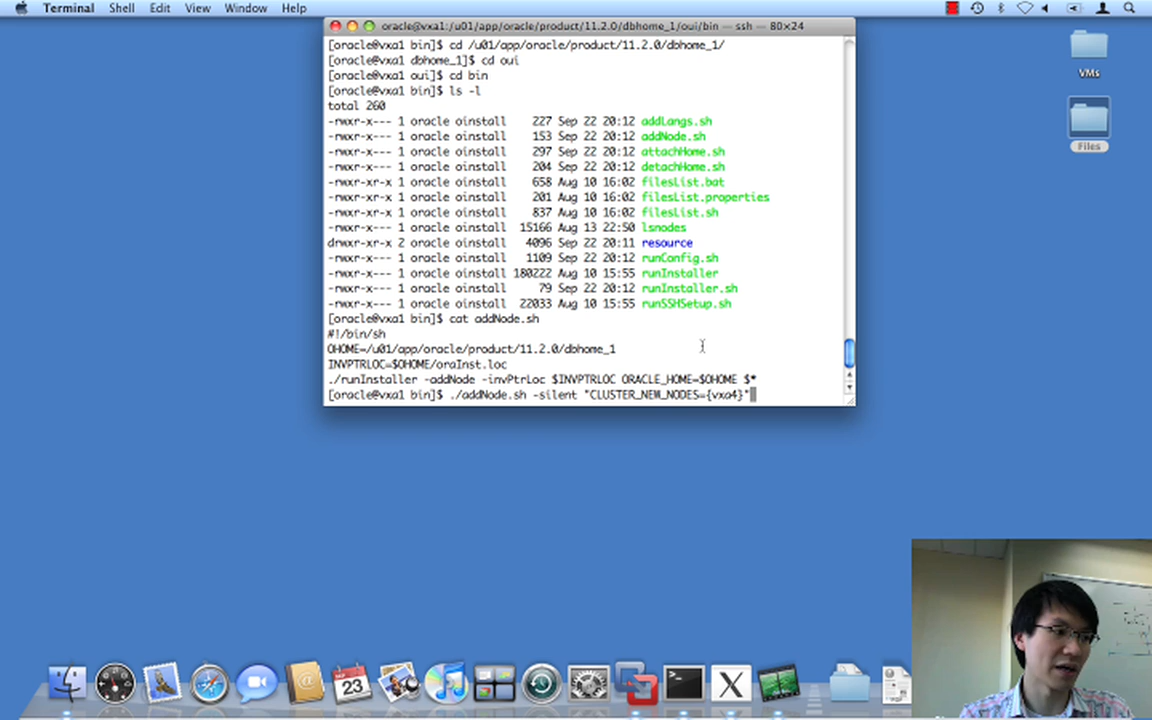 Terminal Shell Edit View Window Help
oracle@vxa1:/u01/app/oracle/product/11.2.0/dbhome_1/oui/bin — ssh — 80×24
[oracle@vxa1 bin]$ cd /u01/app/oracle/product/11.2.0/dbhome_1/
[oracle@vxa1 dbhome_1]$ cd oui
[oracle@vxa1 oui]$ cd bin
[oracle@vxa1 bin]$ ls -l
total 260
-rwxr-x--- 1 oracle oinstall 227 Sep 22 20:12 addLangs.sh
-rwxr-x--- 1 oracle oinstall 153 Sep 22 20:12 addNode.sh
-rwxr-x--- 1 oracle oinstall 297 Sep 22 20:12 attachHome.sh
-rwxr-x--- 1 oracle oinstall 204 Sep 22 20:12 detachHome.sh
-rwxr-xr-x 1 oracle oinstall 658 Aug 10 16:02 filesList.bat
-rwxr-xr-x 1 oracle oinstall 201 Aug 10 16:02 filesList.properties
-rwxr-xr-x 1 oracle oinstall 837 Aug 10 16:02 filesList.sh
-rwxr-x--- 1 oracle oinstall 15166 Aug 13 22:50 lsnodes
drwxr-xr-x 2 oracle oinstall 4096 Sep 22 20:11 resource
-rwxr-x--- 1 oracle oinstall 1109 Sep 22 20:12 runConfig.sh
-rwxr-x--- 1 oracle oinstall 180222 Aug 10 15:55 runInstaller
-rwxr-x--- 1 oracle oinstall 79 Sep 22 20:12 runInstaller.sh
-rwxr-x--- 1 oracle oinstall 22033 Aug 10 15:55 runSSHSetup.sh
[oracle@vxa1 bin]$ cat addNode.sh
#!/bin/sh
OHOME=/u01/app/oracle/product/11.2.0/dbhome_1
INVPTRLOC=$OHOME/oraInst.loc
./runInstaller -addNode -invPtrLoc $INVPTRLOC ORACLE_HOME=$OHOME $*
[oracle@vxa1 bin]$ ./addNode.sh -silent "CLUSTER_NEW_NODES={vxa4}"
VMs
Files
SEP
23